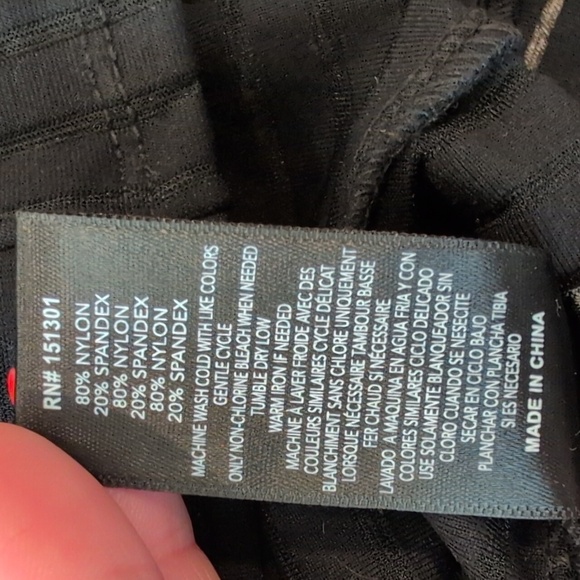 RN# 151301
80% NYLON
20% SPANDEX
80% NYLON
20% SPANDEX
80% NYLON
20% SPANDEX
MACHINE WASH COLD WITH LIKE COLORS
GENTLE CYCLE
ONLY NON-CHLORINE BLEACH WHEN NEEDED
TUMBLE DRY LOW
WARM IRON IF NEEDED
MACHINE À LAYER FROIDE AVEC DES
COULEURS SIMILAIRES CYCLE DÉLICAT
BLANCHMENT SANS CHLORE UNIQUEMENT
LORSQUE NÉCESSAIRE TAMBOUR BASSE
FER CHAUD SI NÉCESSAIRE
LAVADO A MAQUINA EN AGUA FRIA Y CON
COLORES SIMILARES CICLO DELICADO
USE SOLAMENTE BLANQUEADOR SIN
CLORO CUANDO SE NESECITE
SECAR EN CICLO BAJO
PLANCHAR CON PLANCHA TIBIA
SI ES NECESARIO
MADE IN CHINA